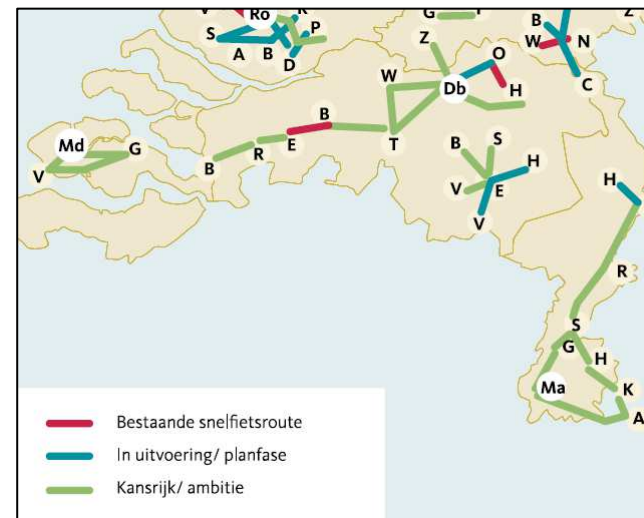 V Ro K G
S A B D P
B W N Z
C
Z O
W Db H
B T
E
R
B
Md G
V
B S
H
V E
V
H
R
S
G H
Ma K
A
Bestaande snelfietsroute
In uitvoering/ planfase
Kansrijk/ ambitie